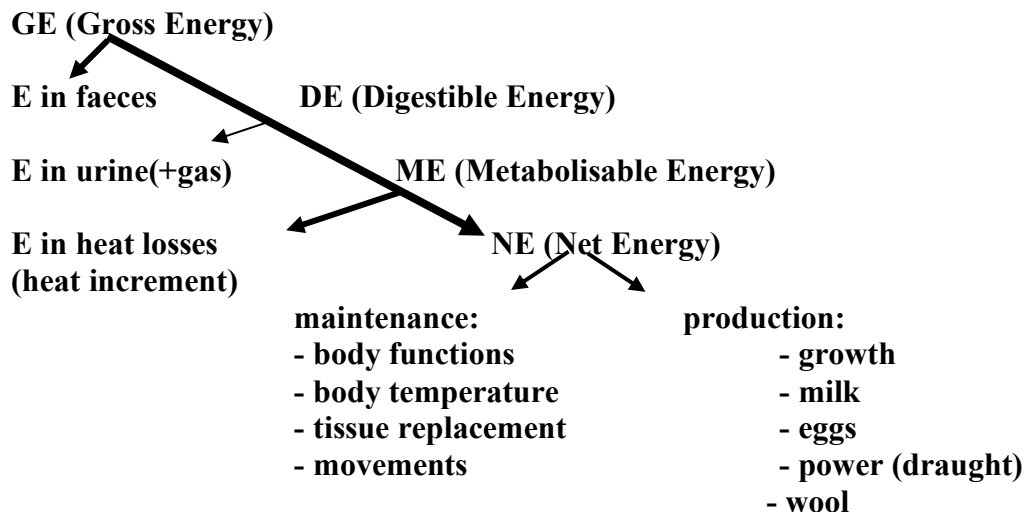 GE (Gross Energy)
E in faeces DE (Digestible Energy)
E in urine(+gas) ME (Metabolisable Energy)
E in heat losses NE (Net Energy)
(heat increment)
maintenance: production:
- body functions - growth
- body temperature - milk
- tissue replacement - eggs
- movements - power (draught)
- wool